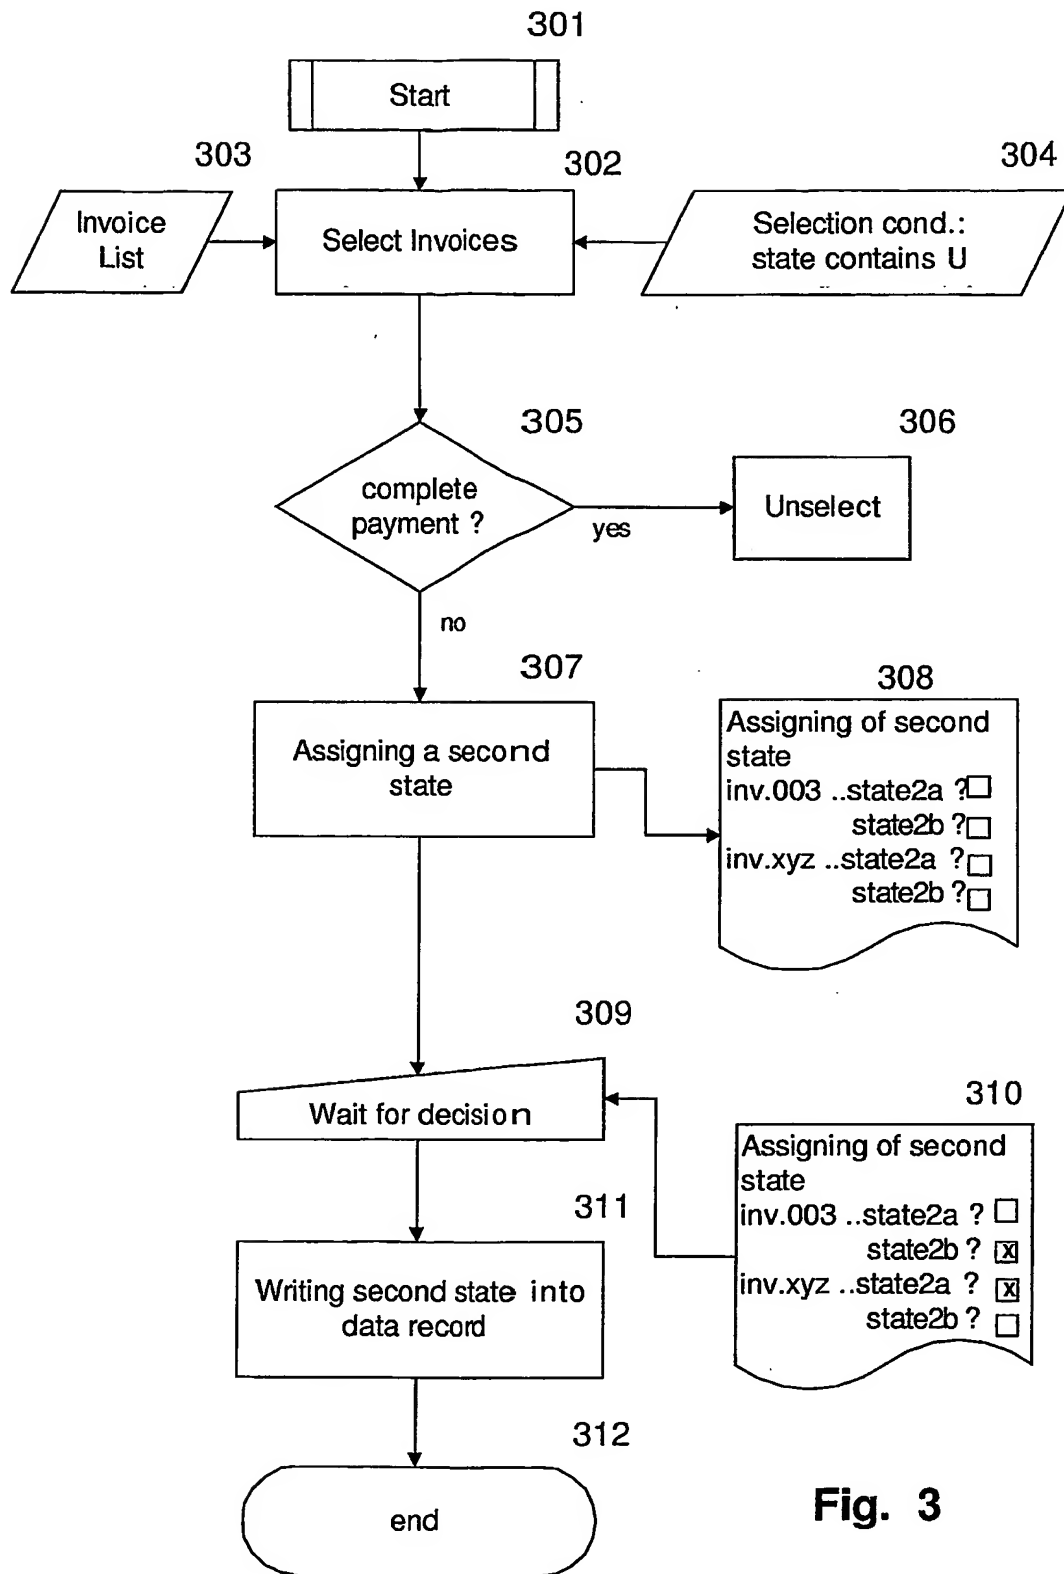 301
Start
303
302
304
Invoice
List
Select Invoices
Selection cond.:
state contains U
305
306
complete
payment ?
yes
Unselect
no
307
308
Assigning a second
state
Assigning of second
state
inv.003 ..state2a ?
state2b ?
inv.xyz ..state2a ?
state2b ?
309
Wait for decision
310
Assigning of second
state
inv.003 ..state2a ?
state2b ? x
inv.xyz ..state2a ? x
state2b ?
311
Writing second state into
data record
312
end
Fig. 3